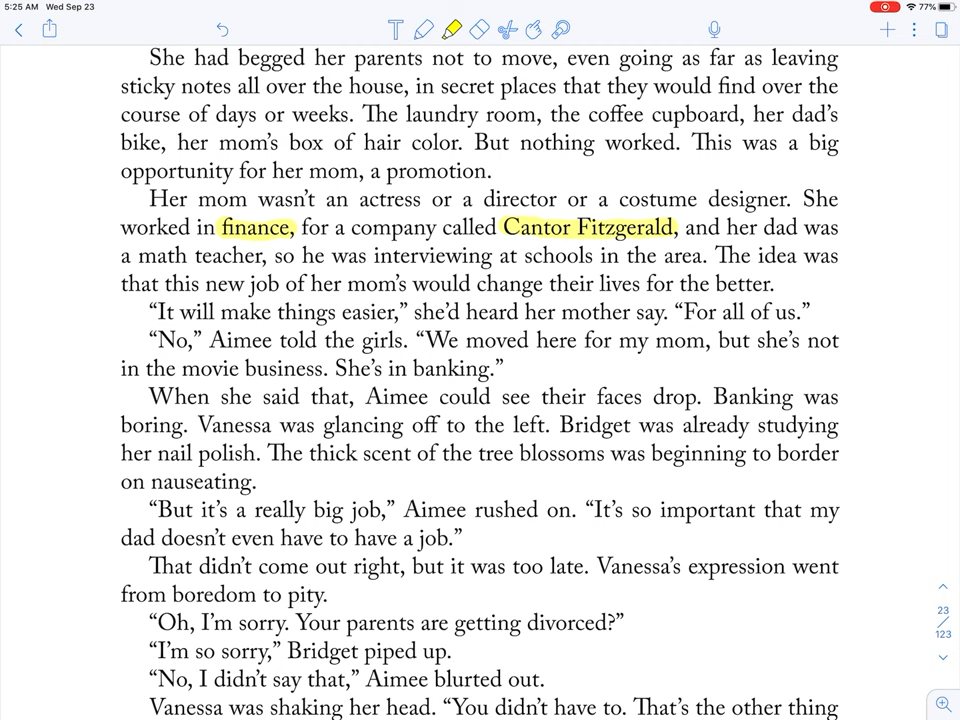 5:25 AM Wed Sep 23
77%
She had begged her parents not to move, even going as far as leaving
sticky notes all over the house, in secret places that they would find over the
course of days or weeks. The laundry room, the coffee cupboard, her dad’s
bike, her mom’s box of hair color. But nothing worked. This was a big
opportunity for her mom, a promotion.
Her mom wasn’t an actress or a director or a costume designer. She
worked in finance, for a company called Cantor Fitzgerald, and her dad was
a math teacher, so he was interviewing at schools in the area. The idea was
that this new job of her mom’s would change their lives for the better.
“It will make things easier,” she’d heard her mother say. “For all of us.”
“No,” Aimee told the girls. “We moved here for my mom, but she’s not
in the movie business. She’s in banking.”
When she said that, Aimee could see their faces drop. Banking was
boring. Vanessa was glancing off to the left. Bridget was already studying
her nail polish. The thick scent of the tree blossoms was beginning to border
on nauseating.
“But it’s a really big job,” Aimee rushed on. “It’s so important that my
dad doesn’t even have to have a job.”
That didn’t come out right, but it was too late. Vanessa’s expression went
from boredom to pity.
“Oh, I’m sorry. Your parents are getting divorced?”
“I’m so sorry,” Bridget piped up.
“No, I didn’t say that,” Aimee blurted out.
Vanessa was shaking her head. “You didn’t have to. That’s the other thing
23
/
123